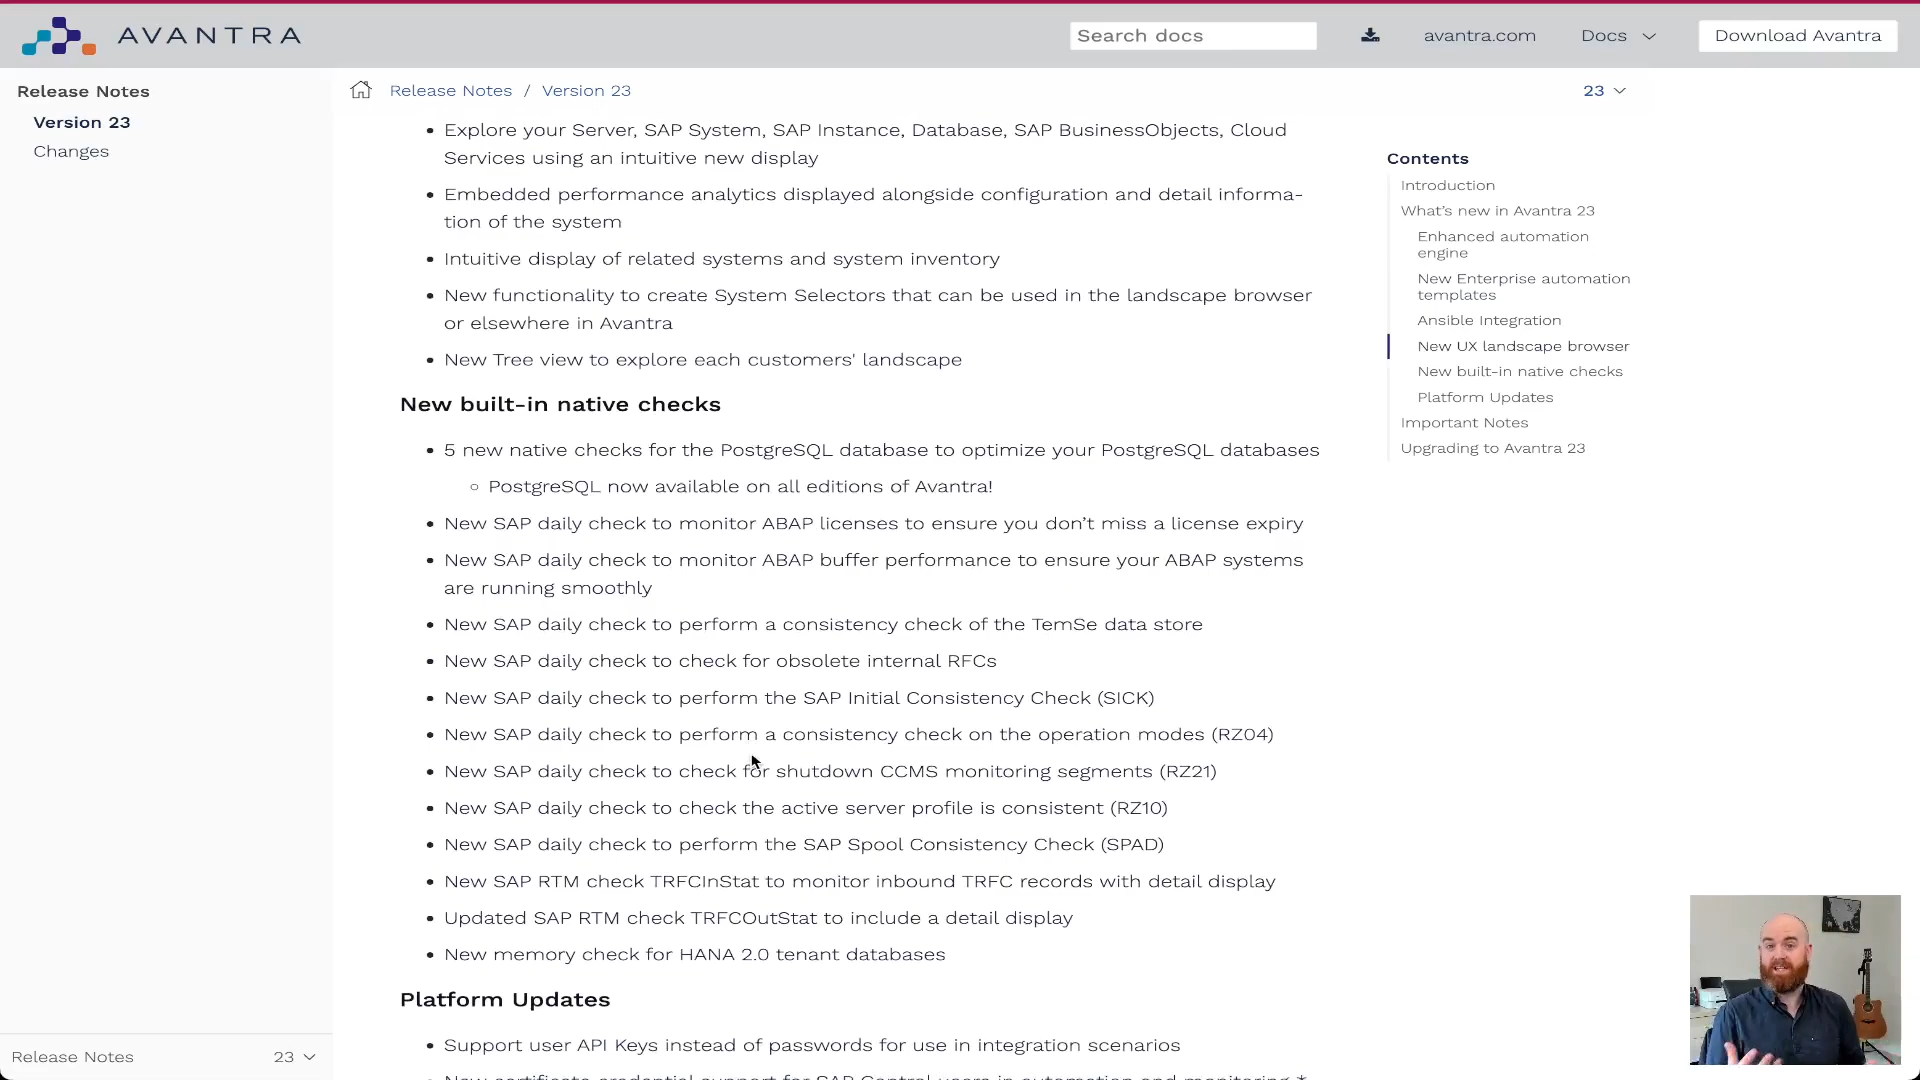 AVANTRA
Search docs
avantra.com
Docs
Download Avantra
Release Notes
Version 23
Changes
Release Notes / Version 23
23
Explore your Server, SAP System, SAP Instance, Database, SAP BusinessObjects, Cloud
Services using an intuitive new display
Embedded performance analytics displayed alongside configuration and detail informa-
tion of the system
Intuitive display of related systems and system inventory
New functionality to create System Selectors that can be used in the landscape browser
or elsewhere in Avantra
New Tree view to explore each customers' landscape
New built-in native checks
5 new native checks for the PostgreSQL database to optimize your PostgreSQL databases
PostgreSQL now available on all editions of Avantra!
New SAP daily check to monitor ABAP licenses to ensure you don’t miss a license expiry
New SAP daily check to monitor ABAP buffer performance to ensure your ABAP systems
are running smoothly
New SAP daily check to perform a consistency check of the TemSe data store
New SAP daily check to check for obsolete internal RFCs
New SAP daily check to perform the SAP Initial Consistency Check (SICK)
New SAP daily check to perform a consistency check on the operation modes (RZ04)
New SAP daily check to check for shutdown CCMS monitoring segments (RZ21)
New SAP daily check to check the active server profile is consistent (RZ10)
New SAP daily check to perform the SAP Spool Consistency Check (SPAD)
New SAP RTM check TRFCInStat to monitor inbound TRFC records with detail display
Updated SAP RTM check TRFCOutStat to include a detail display
New memory check for HANA 2.0 tenant databases
Platform Updates
Support user API Keys instead of passwords for use in integration scenarios
New certificate credential support for SAP Control users in automation and monitoring *
Contents
Introduction
What’s new in Avantra 23
Enhanced automation
engine
New Enterprise automation
templates
Ansible Integration
New UX landscape browser
New built-in native checks
Platform Updates
Important Notes
Upgrading to Avantra 23
Release Notes
23